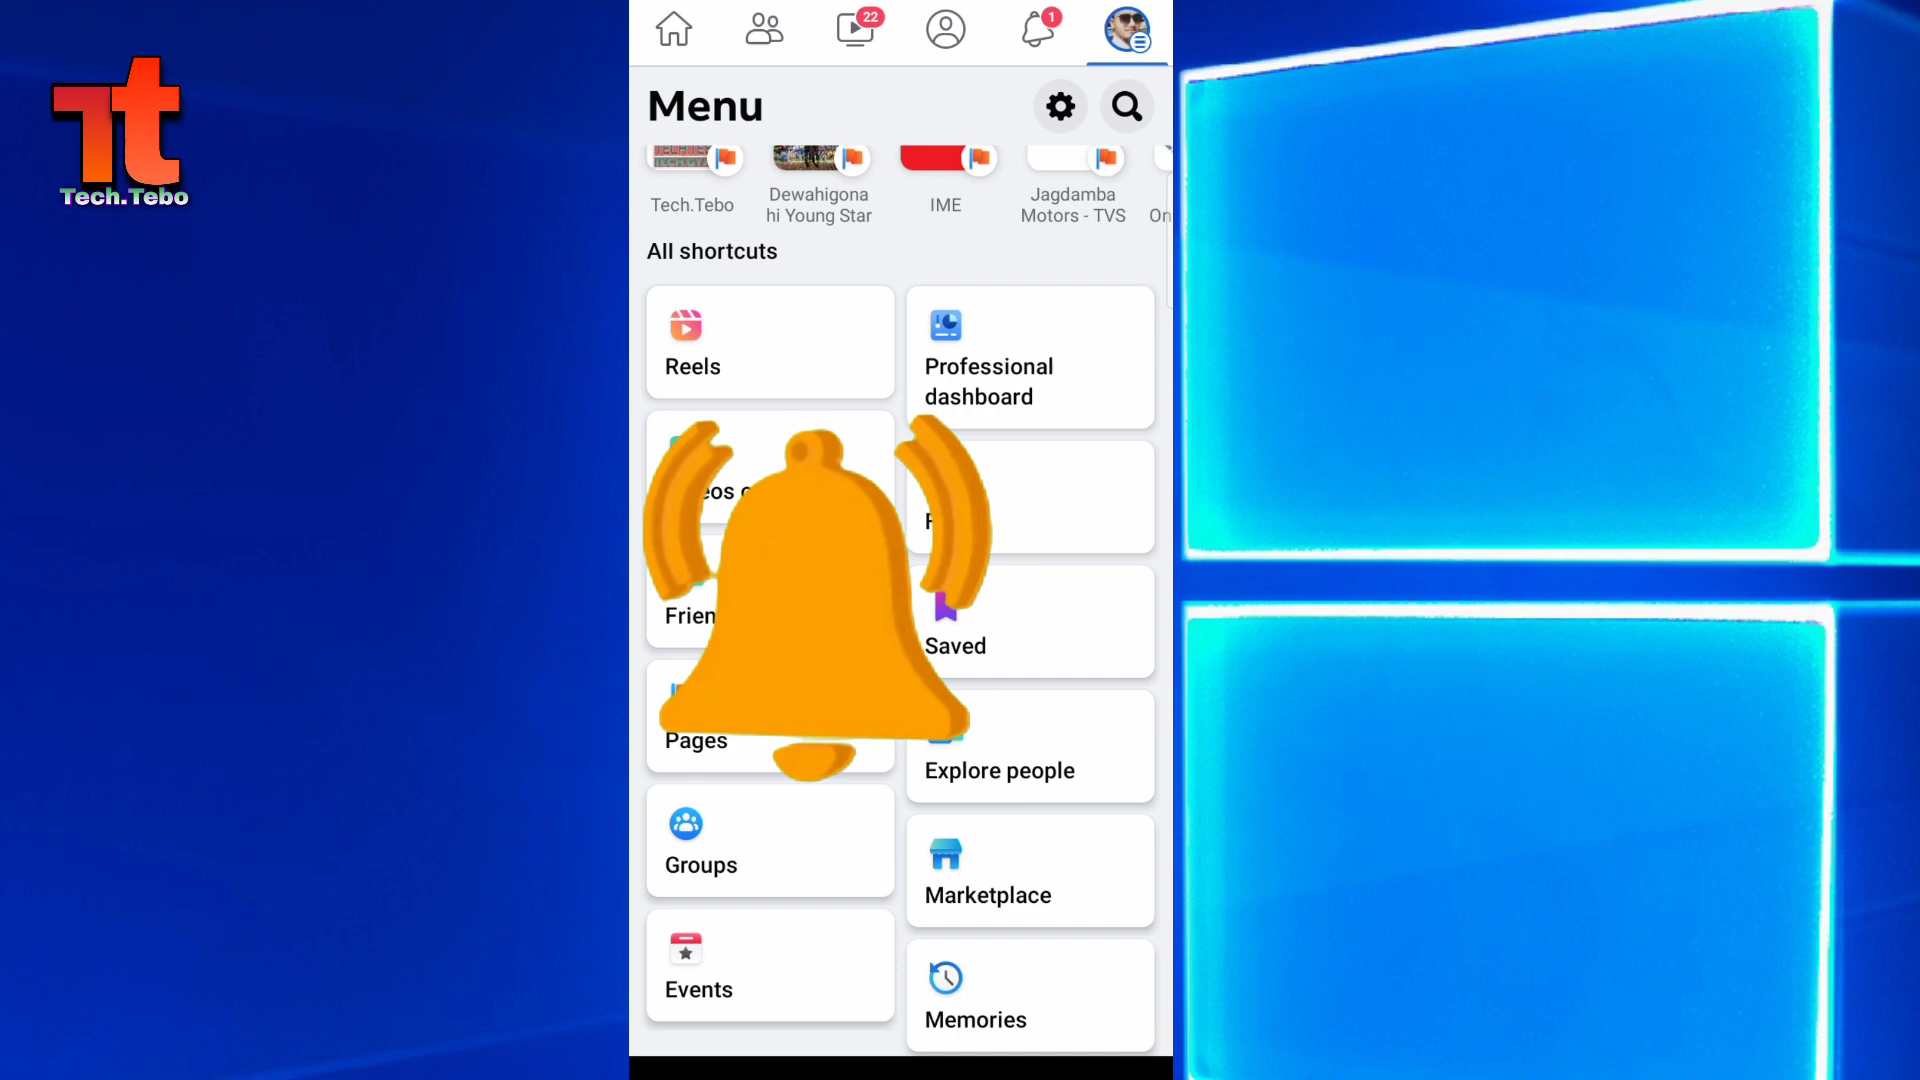 Tech.Tebo
22
1
Menu
Tech.Tebo
Dewahigona
hi Young Star
IME
Jagdamba
Motors - TVS
On
All shortcuts
Reels
Professional
dashboard
Saved
Pages
Explore people
Groups
Marketplace
Events
Memories